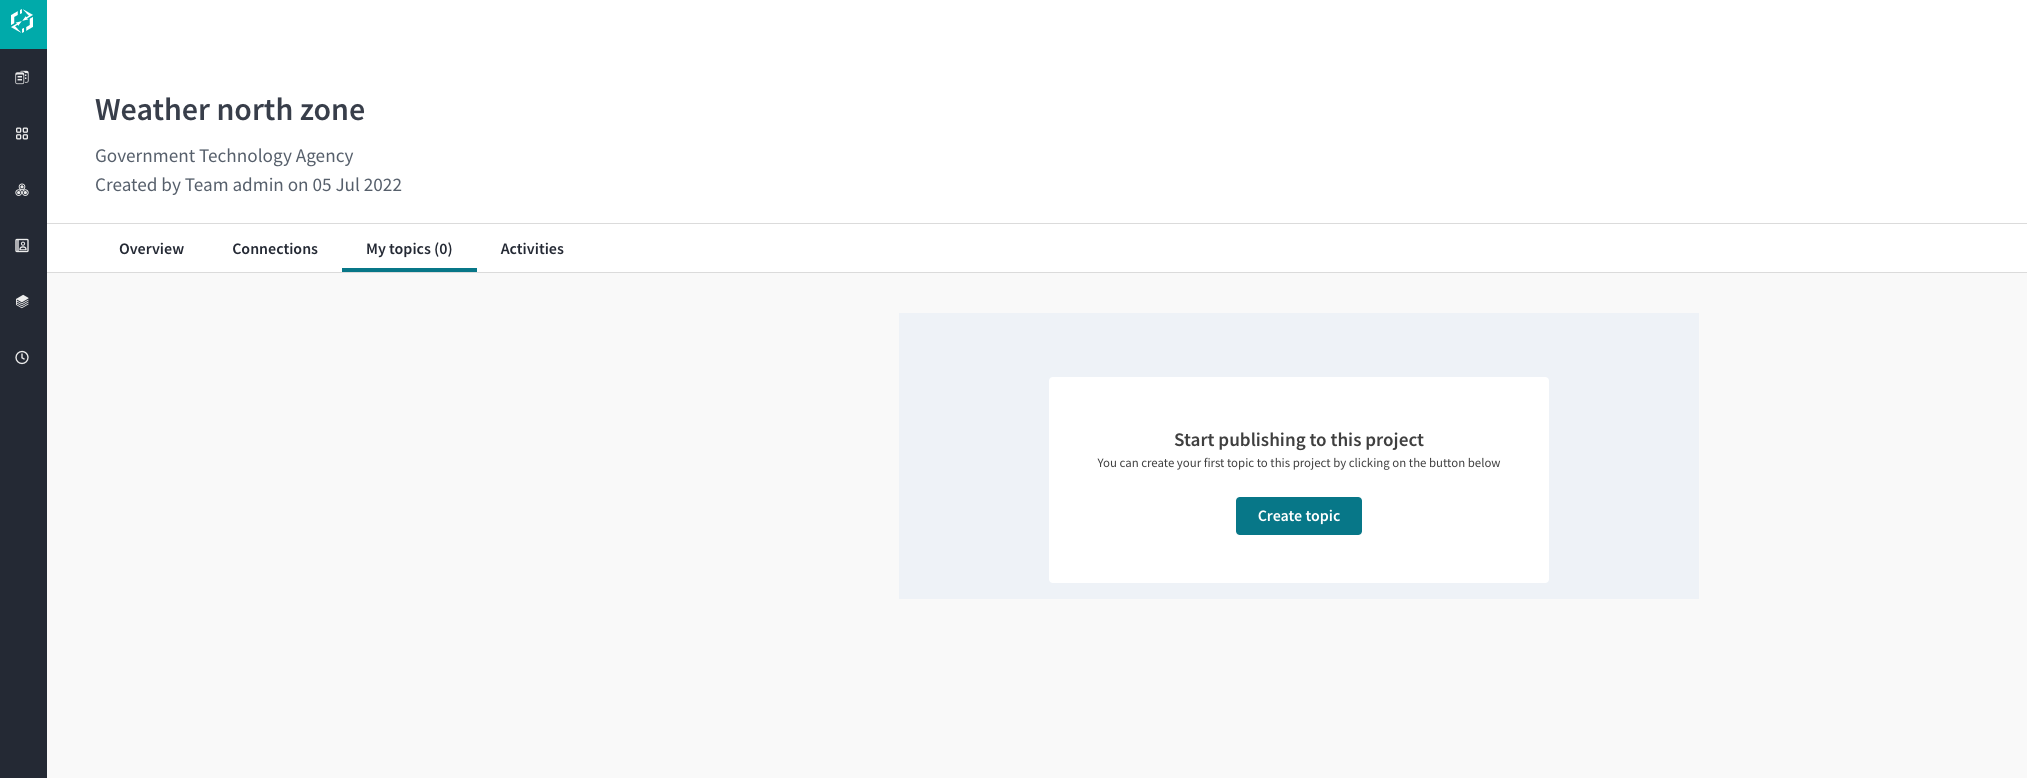 Weather north zone
Government Technology Agency
Created by Team admin on 05 Jul 2022
Overview
Connections
My topics (0)
Activities
Start publishing to this project
You can create your first topic to this project by clicking on the button below
Create topic